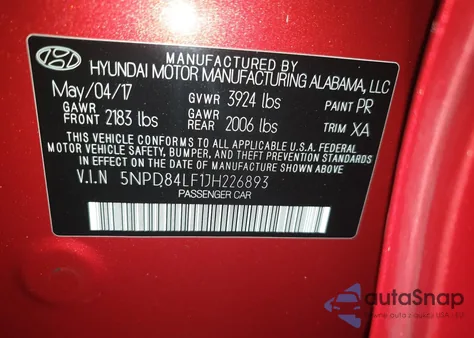 MANUFACTURED BY
HYUNDAI MOTOR MANUFACTURING ALABAMA, LLC
May/04/17 GVWR 3924 lbs PAINT PR
GAWR FRONT 2183 lbs GAWR REAR 2006 lbs TRIM XA
THIS VEHICLE CONFORMS TO ALL APPLICABLE U.S.A. FEDERAL
MOTOR VEHICLE SAFETY, BUMPER, AND THEFT PREVENTION STANDARDS
IN EFFECT ON THE DATE OF MANUFACTURE SHOWN ABOVE.
V.I.N 5NPD84LF1JH226893
PASSENGER CAR
autoSnap